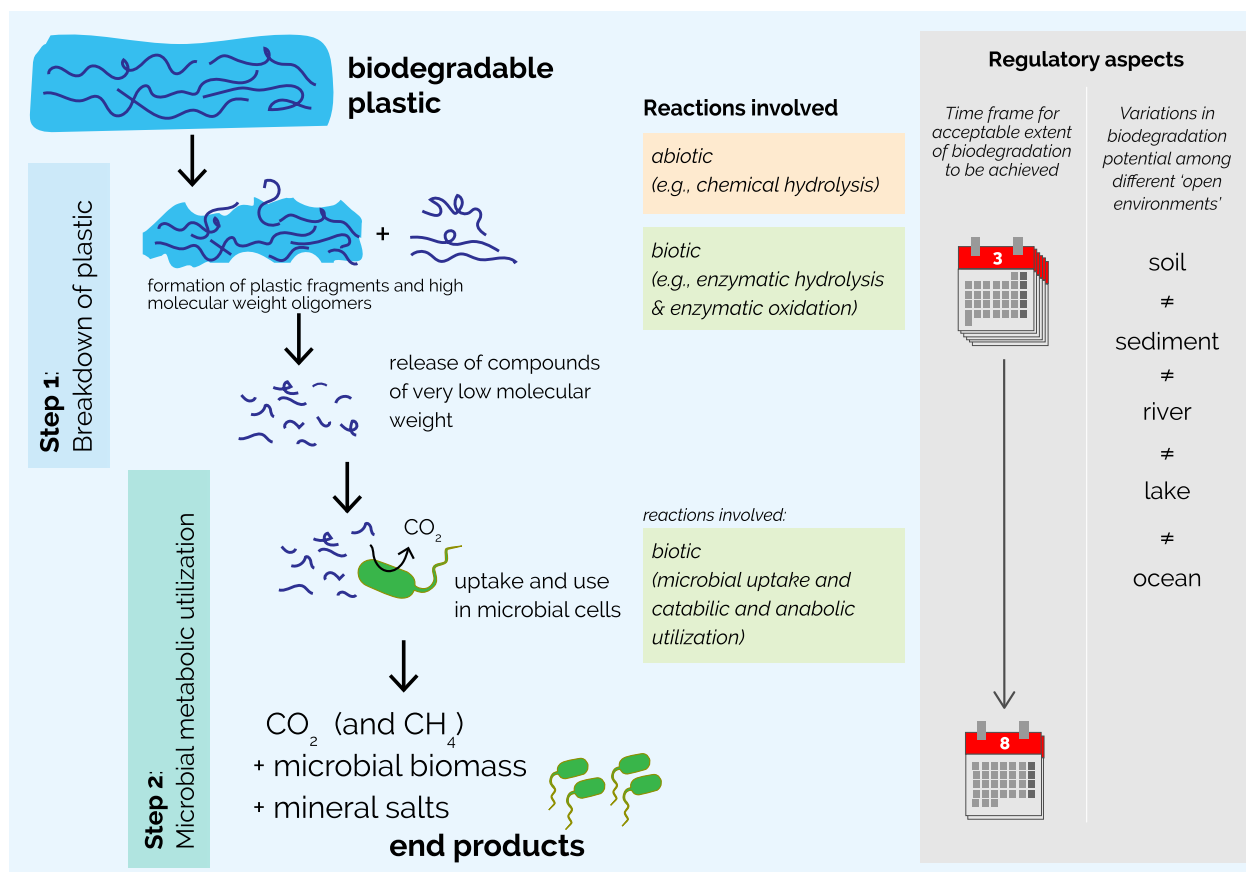 biodegradable
plastic
Step 1:
Breakdown of plastic
+
formation of plastic fragments and high
molecular weight oligomers
release of compounds
of very low molecular
weight
Reactions involved
abiotic
(e.g., chemical hydrolysis)
biotic
(e.g., enzymatic hydrolysis
& enzymatic oxidation)
Step 2:
Microbial metabolic utilization
CO2
uptake and use
in microbial cells
reactions involved:
biotic
(microbial uptake and
catabilic and anabolic
utilization)
CO2 (and CH4)
+ microbial biomass
+ mineral salts
end products
Regulatory aspects
Time frame for
acceptable extent
of biodegradation
to be achieved
3
8
Variations in
biodegradation
potential among
different ‘open
environments’
soil
≠
sediment
≠
river
≠
lake
≠
ocean